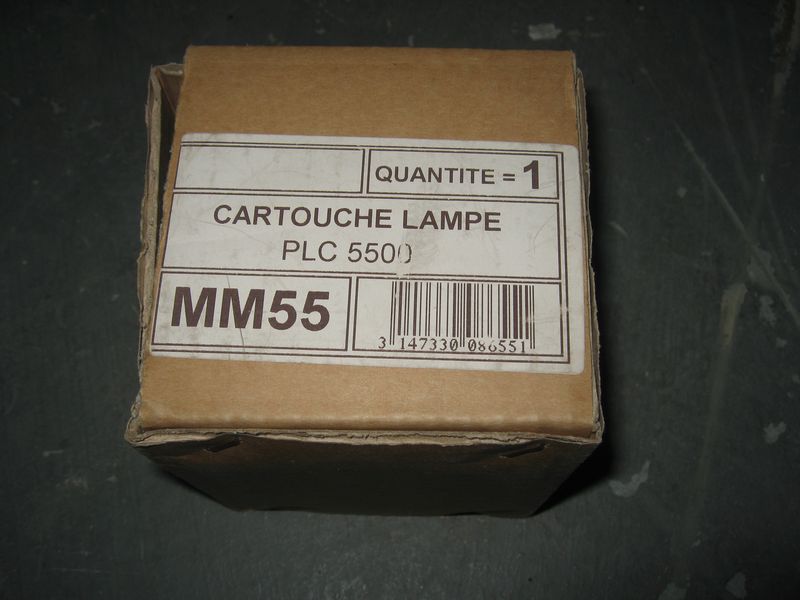 QUANTITE = 1
CARTOUCHE LAMPE
PLC 5500
MM55
3 147330 086551